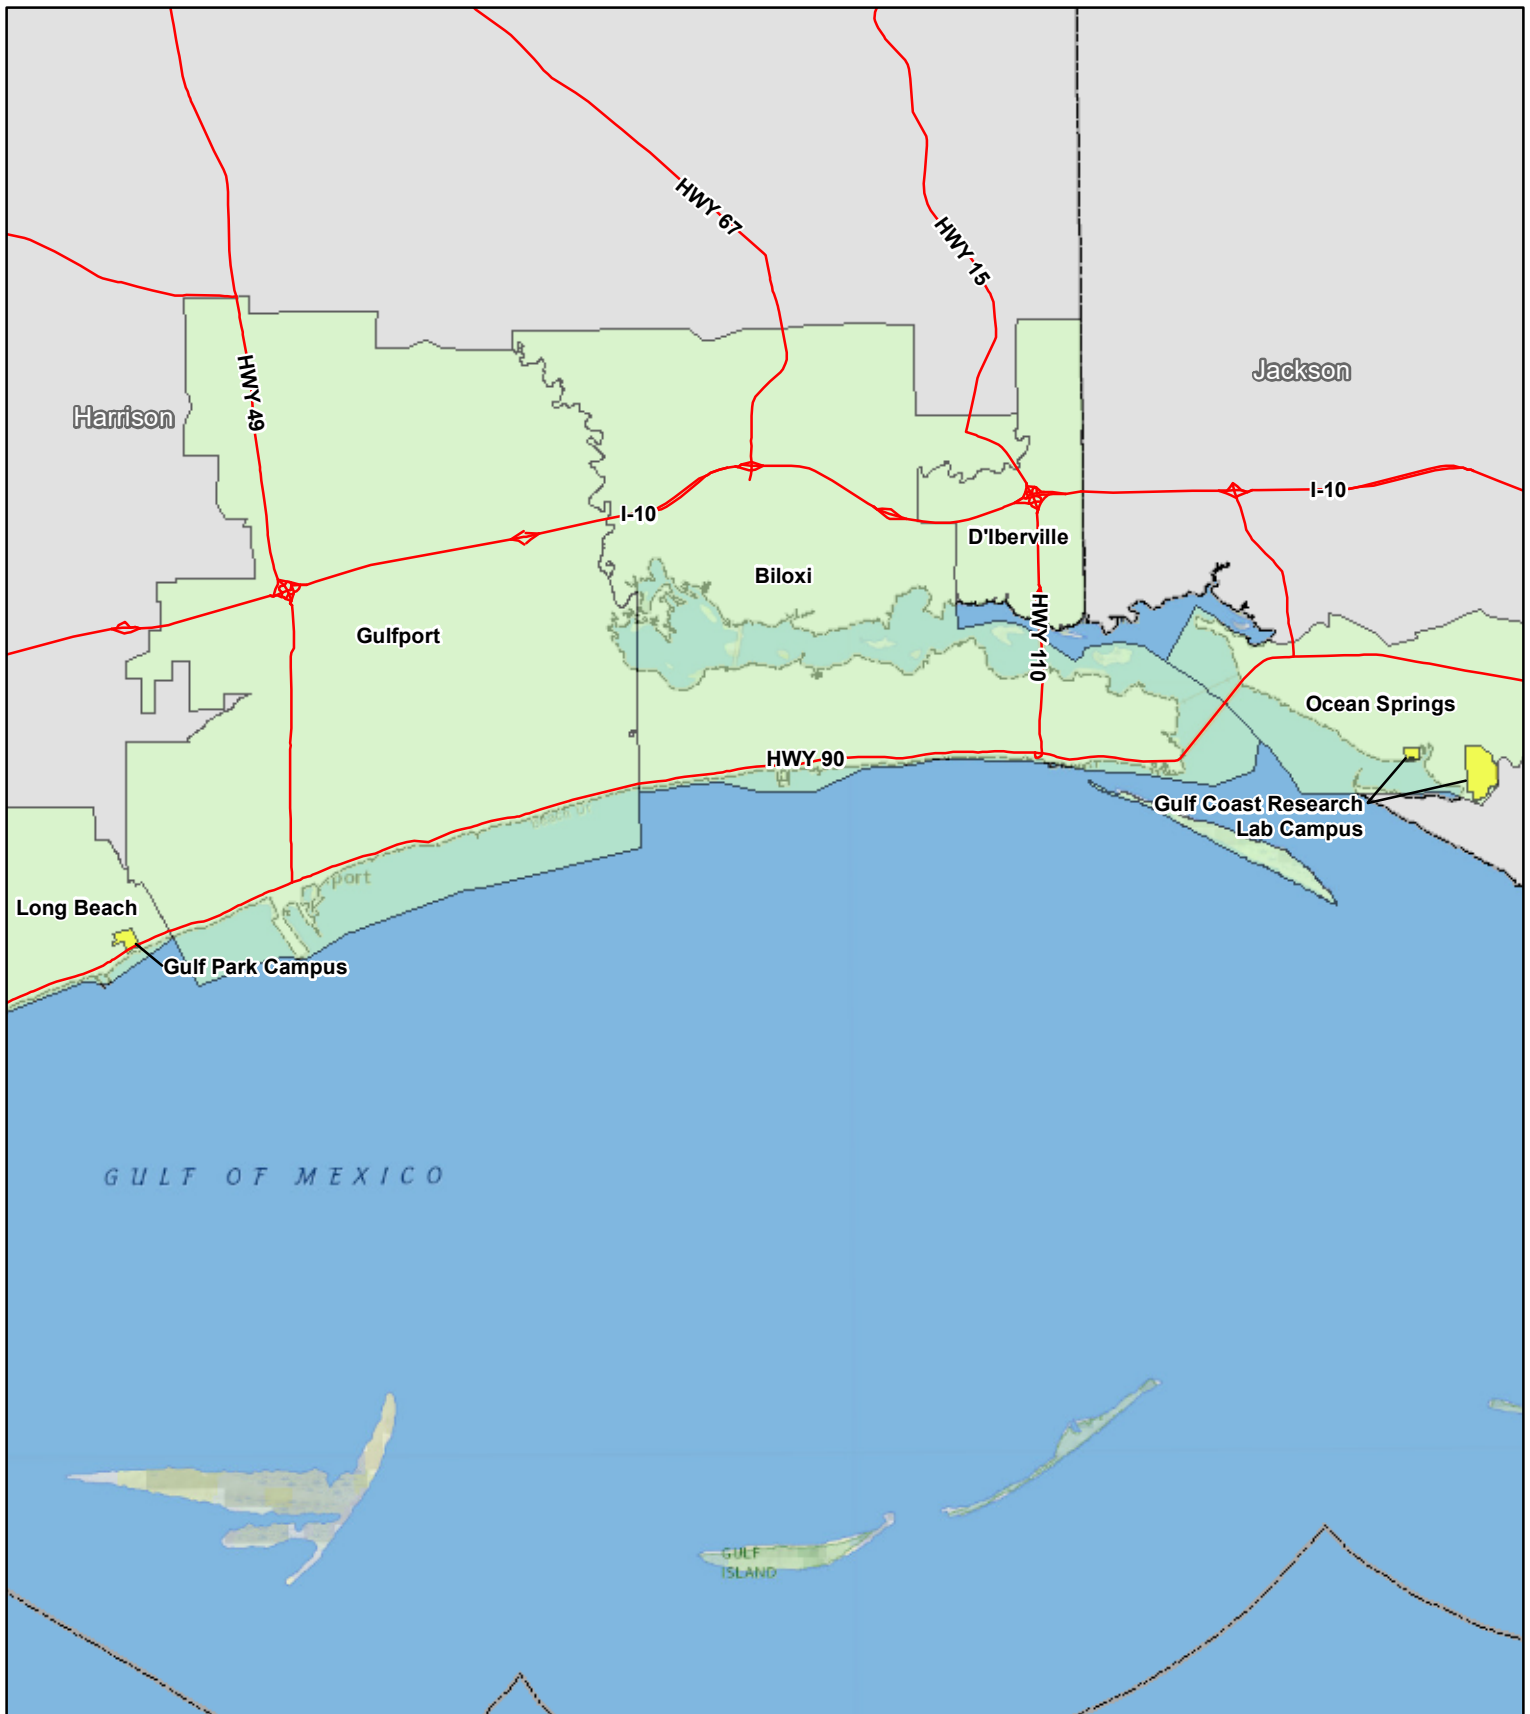 HWY 67
HWY 15
Jackson
HWY 49
Harrison
I-10
I-10
D'Iberville
Biloxi
Gulfport
HWY 110
Ocean Springs
HWY 90
Gulf Coast Research
Lab Campus
port
Long Beach
Gulf Park Campus
GULF OF MEXICO
GULF
ISLAND